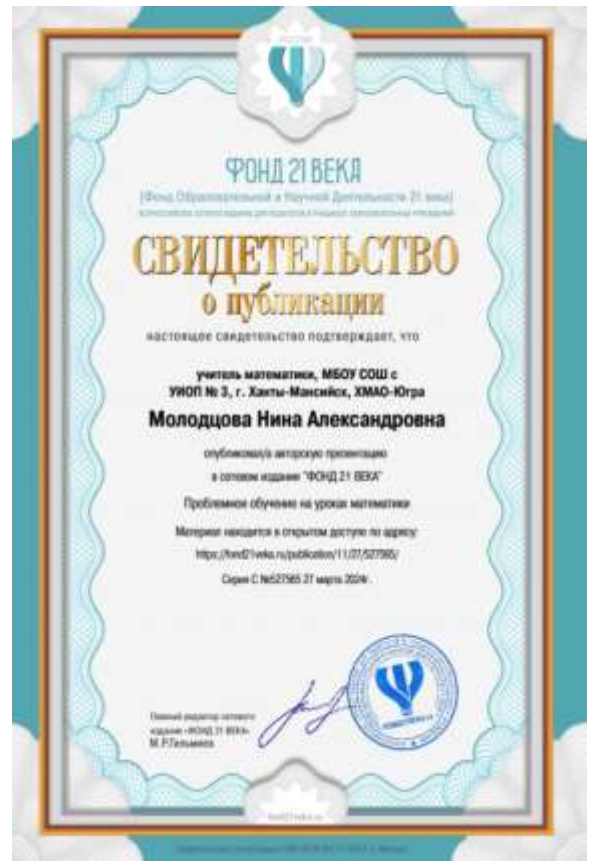 ФОНД 21 ВЕКА
(Фонд Образовательной и Научной Деятельности 21 века)
СВИДЕТЕЛЬСТВО
о публикации
настоящее свидетельство подтверждает, что
учитель математики, МБОУ СОШ с
УИОП № 3, г. Ханты-Мансийск, ХМАО-Югра
Молодцова Нина Александровна
опубликовал/а авторскую презентацию
в сетевом издании "ФОНД 21 ВЕКА"
Проблемное обучение на уроках математики
Материал находится в открытом доступе по адресу:
https://fond21veka.ru/publication/11/27/527565/
Серия С №527565 27 марта 2024г.
Главный редактор сетевого
издания «ФОНД 21 ВЕКА»
fond21veka.ru